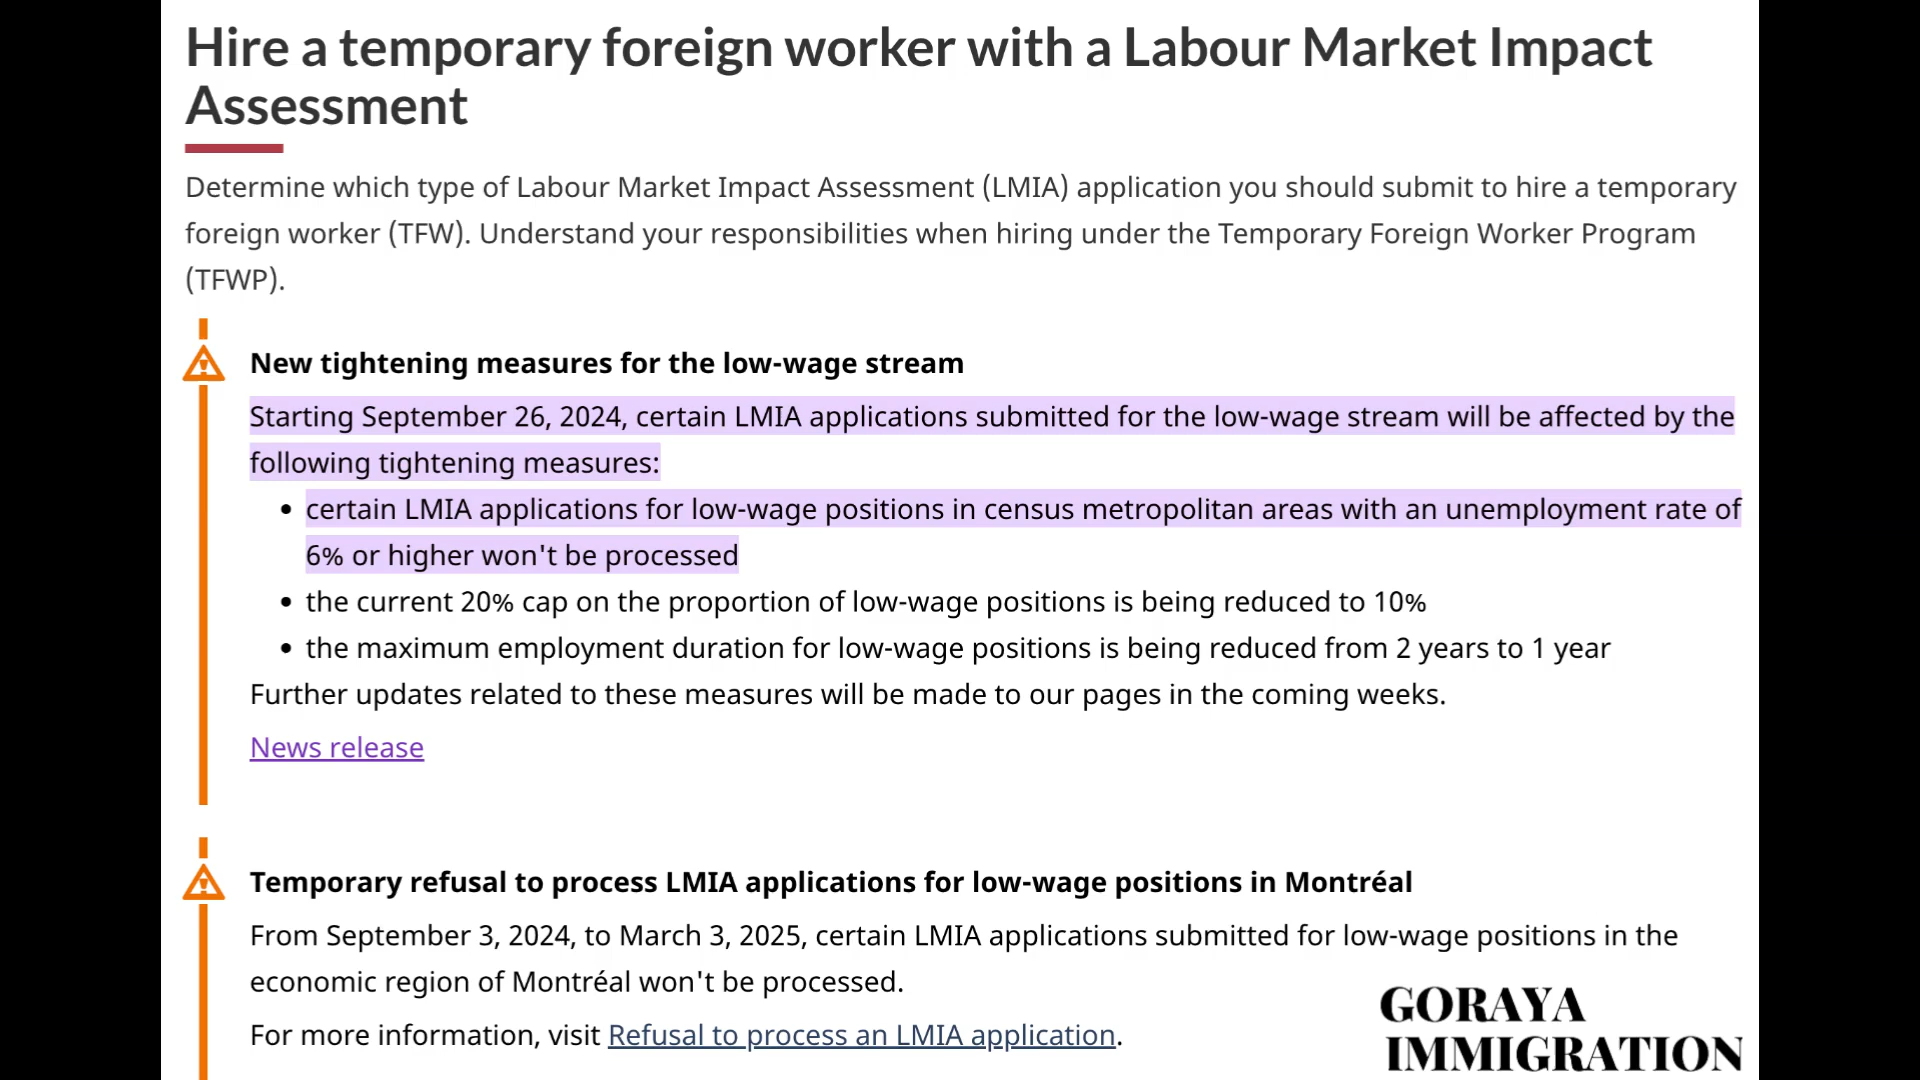 Hire a temporary foreign worker with a Labour Market Impact
Assessment
Determine which type of Labour Market Impact Assessment (LMIA) application you should submit to hire a temporary
foreign worker (TFW). Understand your responsibilities when hiring under the Temporary Foreign Worker Program
(TFWP).
New tightening measures for the low-wage stream
Starting September 26, 2024, certain LMIA applications submitted for the low-wage stream will be affected by the
following tightening measures:
• certain LMIA applications for low-wage positions in census metropolitan areas with an unemployment rate of
6% or higher won't be processed
• the current 20% cap on the proportion of low-wage positions is being reduced to 10%
• the maximum employment duration for low-wage positions is being reduced from 2 years to 1 year
Further updates related to these measures will be made to our pages in the coming weeks.
News release
Temporary refusal to process LMIA applications for low-wage positions in Montréal
From September 3, 2024, to March 3, 2025, certain LMIA applications submitted for low-wage positions in the
economic region of Montréal won't be processed.
For more information, visit Refusal to process an LMIA application.
GORAYA
IMMIGRATION